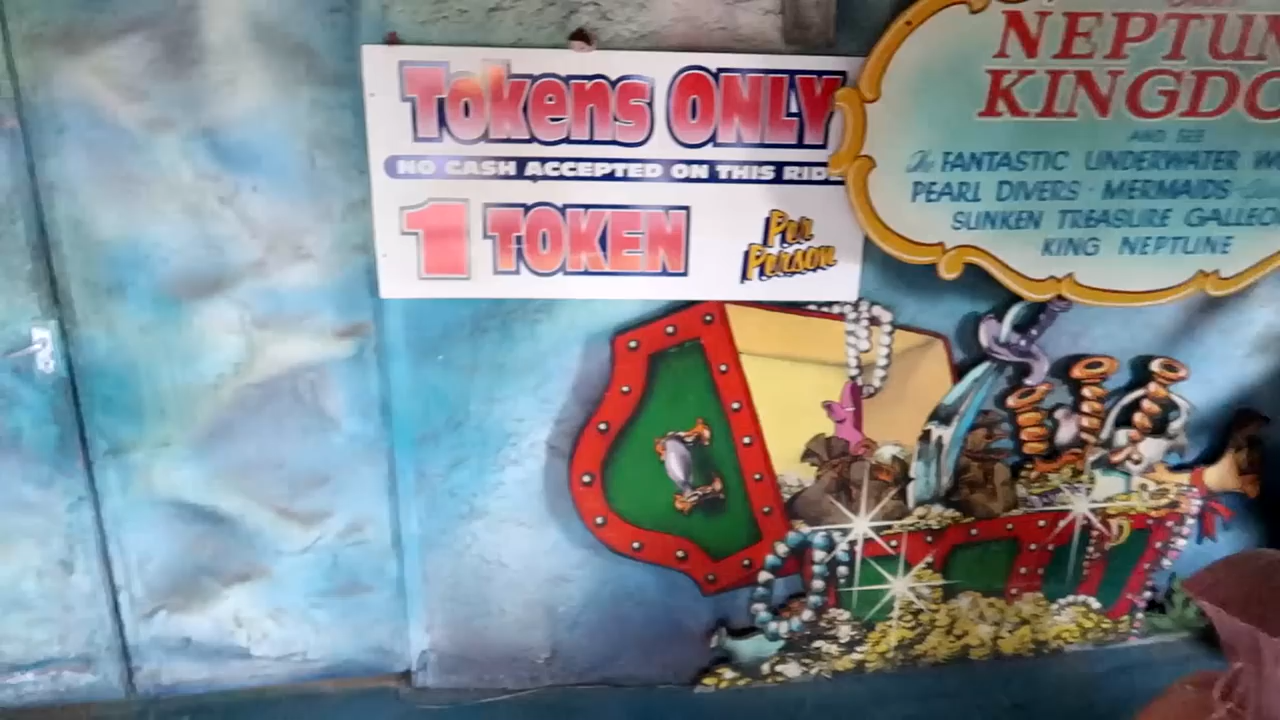 Tokens ONLY
NO CASH ACCEPTED ON THIS RIDE
1 TOKEN Per Person
NEPTUN
KINGDO
AND SEE
The FANTASTIC UNDERWATER W
PEARL DIVERS · MERMAIDS
SUNKEN TREASURE GALLEO
KING NEPTUNE